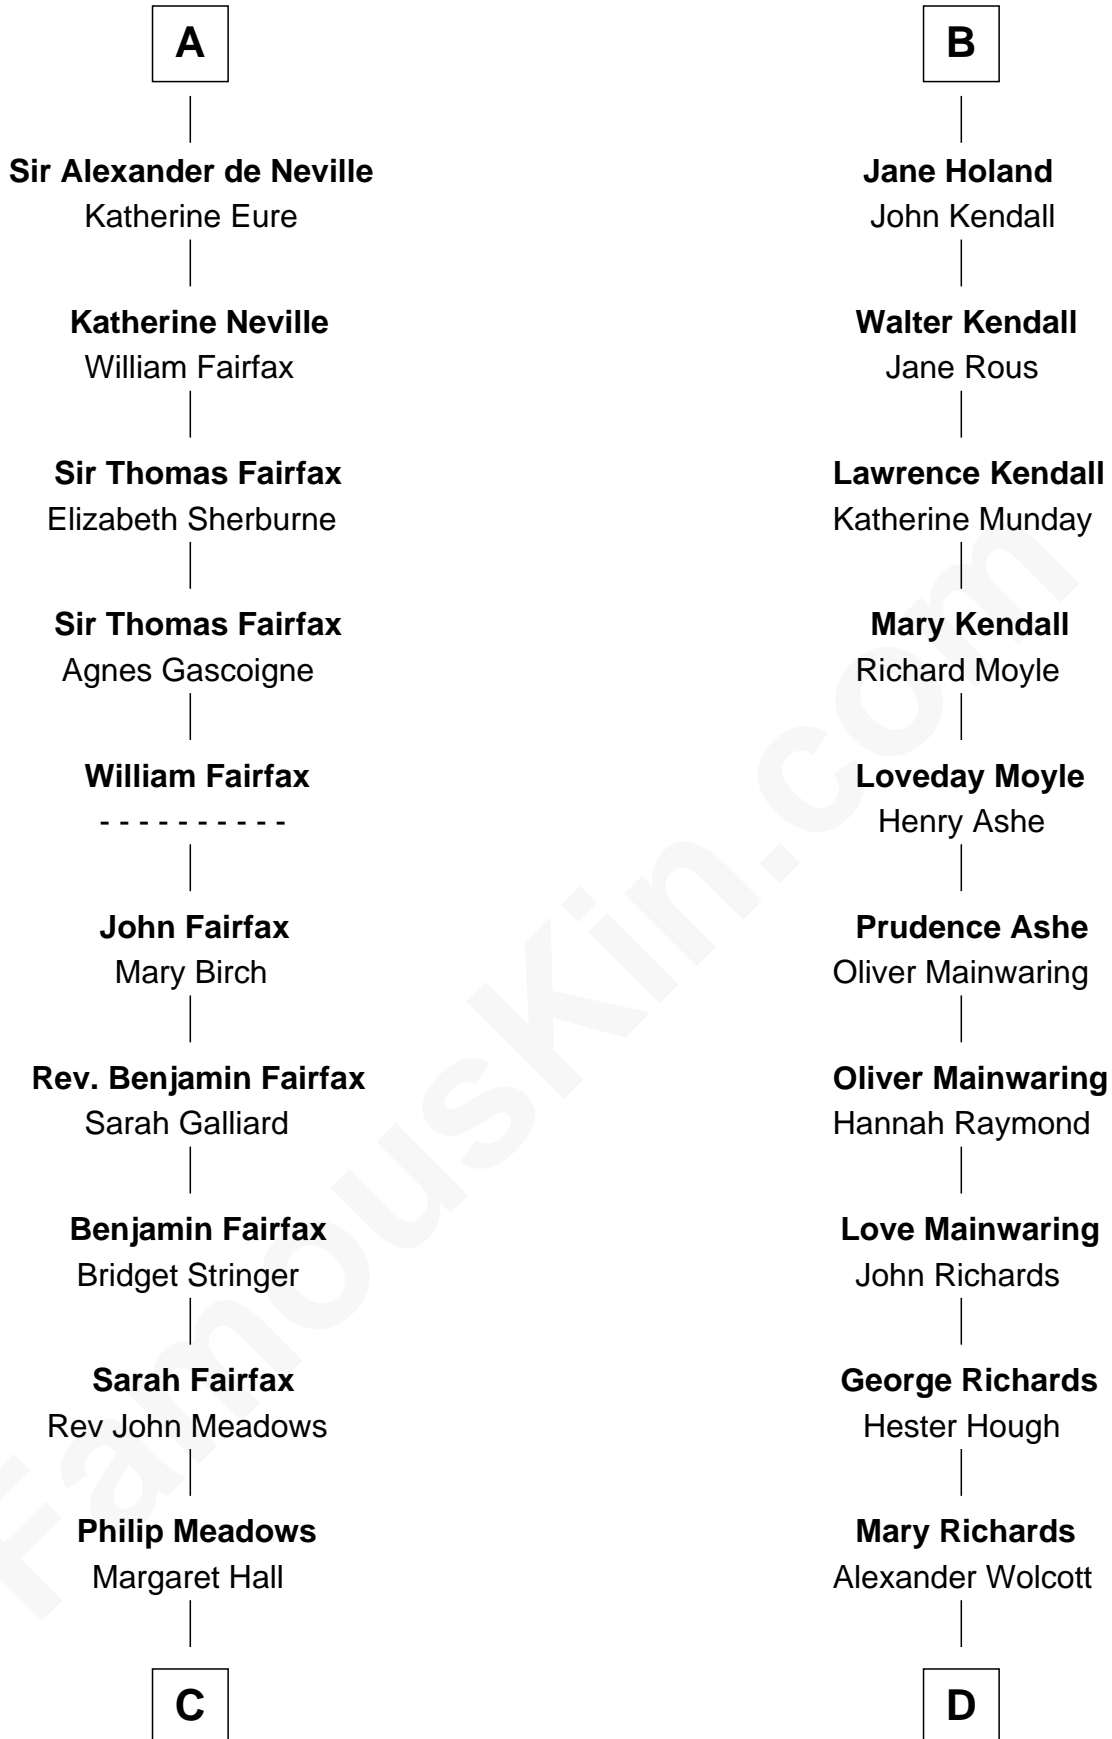 A
Sir Alexander de Neville
Katherine Eure
Katherine Neville
William Fairfax
Sir Thomas Fairfax
Elizabeth Sherburne
Sir Thomas Fairfax
Agnes Gascoigne
William Fairfax
- - - - - - - - - -
John Fairfax
Mary Birch
Rev. Benjamin Fairfax
Sarah Galliard
Benjamin Fairfax
Bridget Stringer
Sarah Fairfax
Rev John Meadows
Philip Meadows
Margaret Hall
C
B
Jane Holand
John Kendall
Walter Kendall
Jane Rous
Lawrence Kendall
Katherine Munday
Mary Kendall
Richard Moyle
Loveday Moyle
Henry Ashe
Prudence Ashe
Oliver Mainwaring
Oliver Mainwaring
Hannah Raymond
Love Mainwaring
John Richards
George Richards
Hester Hough
Mary Richards
Alexander Wolcott
D
FamousKin.com